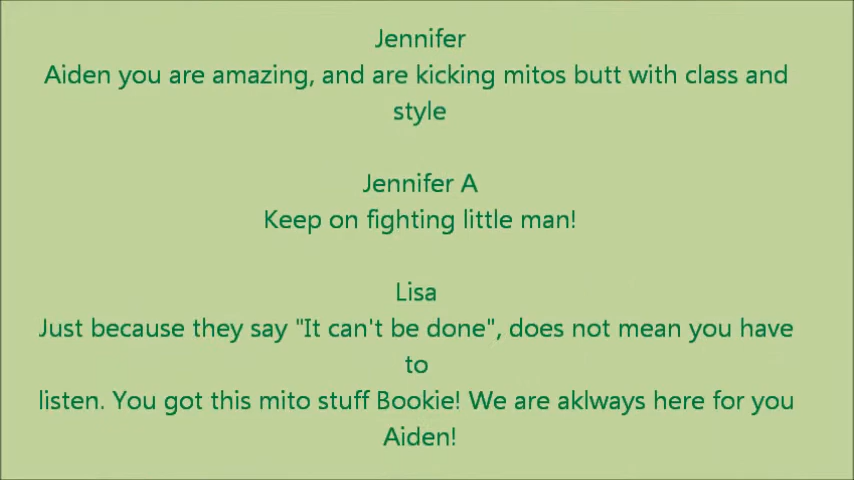 Jennifer
Aiden you are amazing, and are kicking mitos butt with class and
style
Jennifer A
Keep on fighting little man!
Lisa
Just because they say "It can't be done", does not mean you have
to
listen. You got this mito stuff Bookie! We are aklways here for you
Aiden!